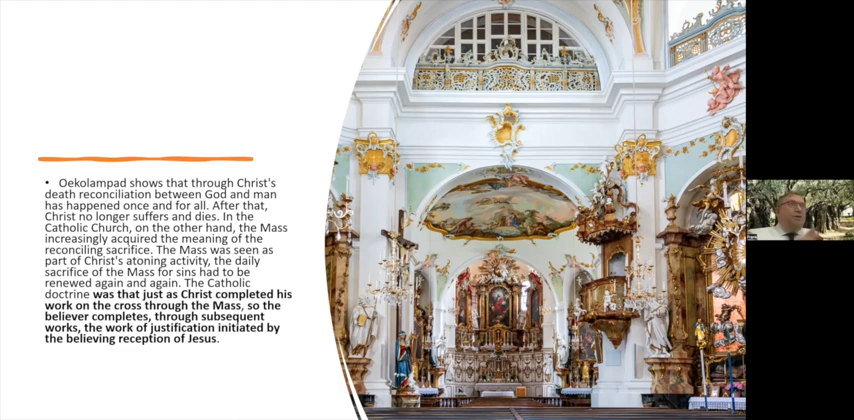 • Oekolampad shows that through Christ's
death reconciliation between God and man
has happened once and for all. After that,
Christ no longer suffers and dies. In the
Catholic Church, on the other hand, the Mass
increasingly acquired the meaning of the
reconciling sacrifice. The Mass was seen as
part of Christ's atoning activity, the daily
sacrifice of the Mass for sins had to be
renewed again and again. The Catholic
doctrine was that just as Christ completed his
work on the cross through the Mass, so the
believer completes, through subsequent
works, the work of justification initiated by
the believing reception of Jesus.